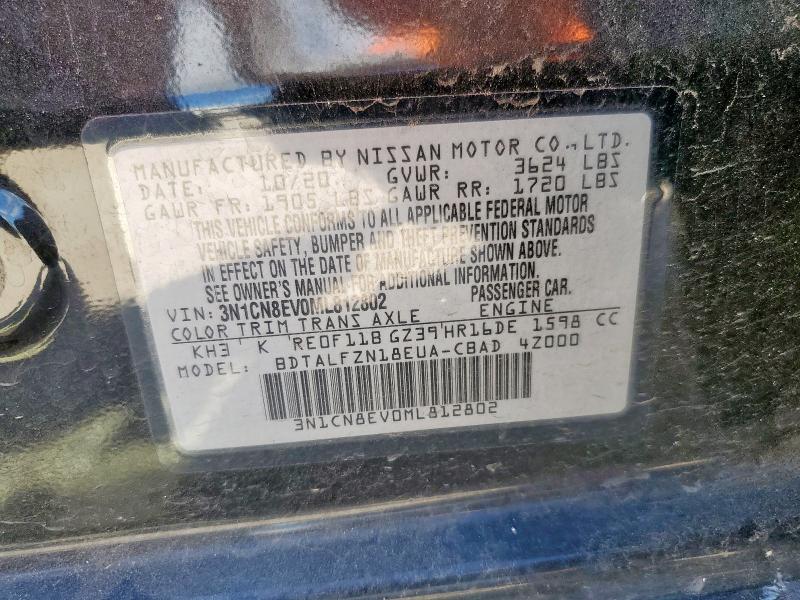 MANUFACTURED BY NISSAN MOTOR CO., LTD.
DATE: 10/20 GVWR: 3624 LBS
GAWR FR: 1905 LBS GAWR RR: 1720 LBS
THIS VEHICLE CONFORMS TO ALL APPLICABLE FEDERAL MOTOR
VEHICLE SAFETY, BUMPER AND THEFT PREVENTION STANDARDS
IN EFFECT ON THE DATE OF MANUFACTURE SHOWN ABOVE.
SEE OWNER'S MANUAL FOR ADDITIONAL INFORMATION.
VIN: 3N1CN8EV0ML812802 PASSENGER CAR.
COLOR TRIM TRANS AXLE ENGINE
KH3 ' K ' RE0F11B GZ39'HR16DE 1598 CC
MODEL: BDTALFZN18EUA-CBAD 4Z000
3N1CN8EV0ML812802